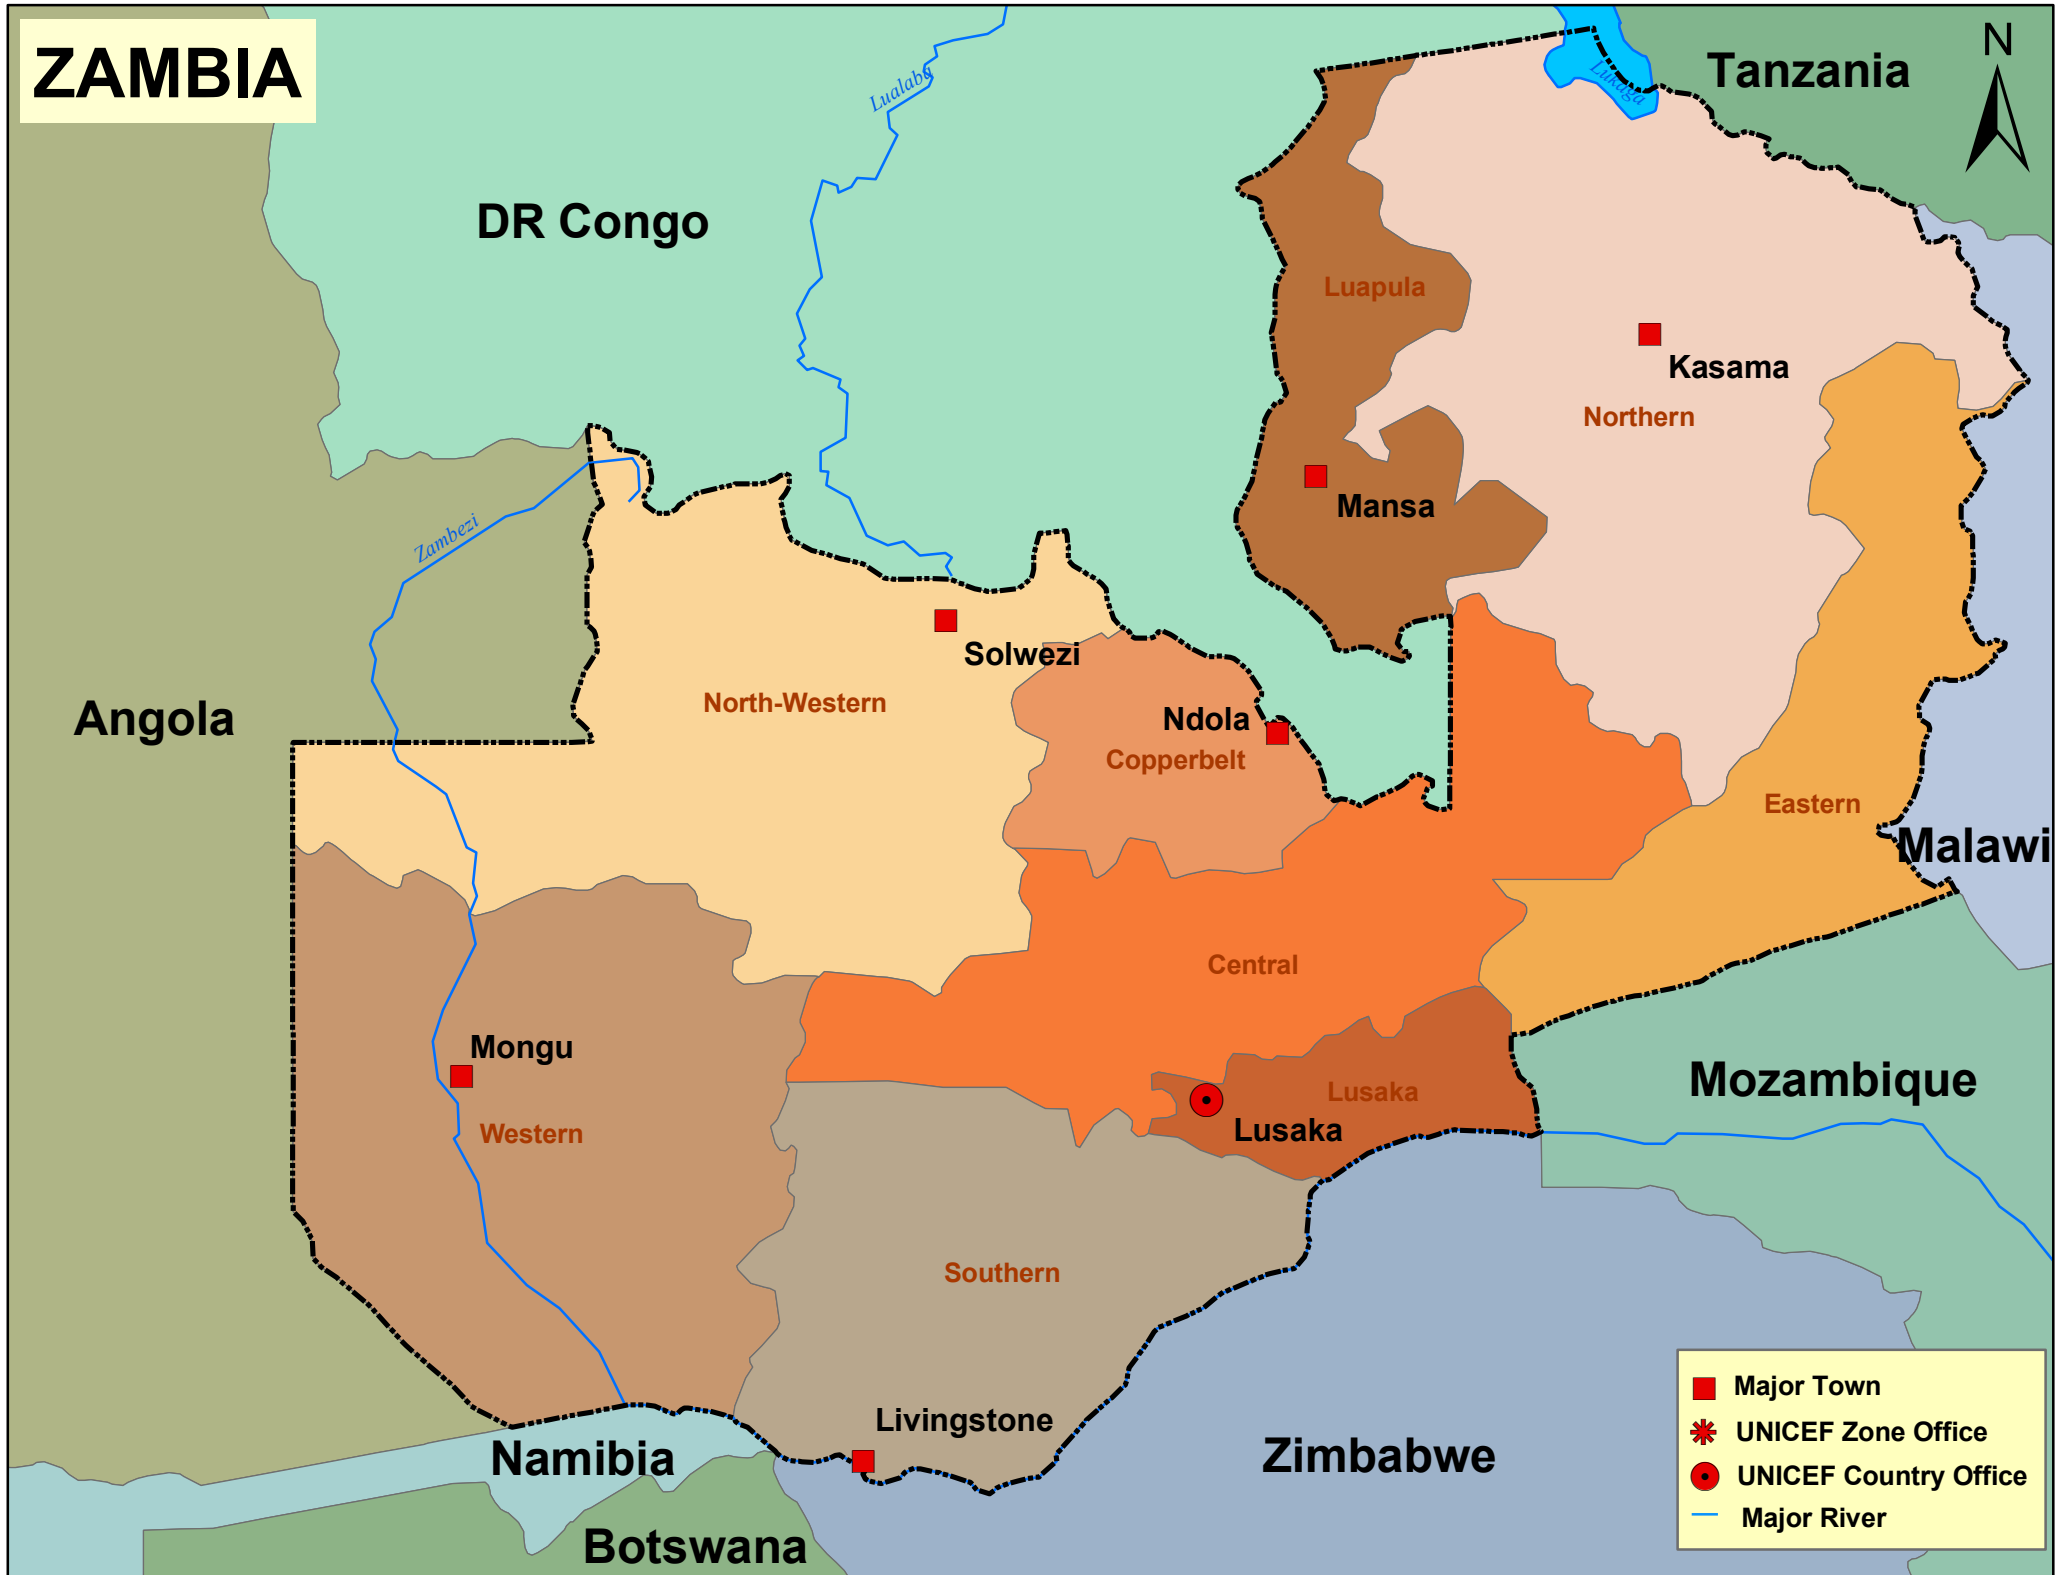 ZAMBIA
N
Tanzania
Lukuga
Lualaba
DR Congo
Luapula
Kasama
Northern
Mansa
Zambezi
Solwezi
North-Western
Angola
Ndola
Copperbelt
Eastern
Malawi
Central
Mongu
Western
Lusaka
Lusaka
Mozambique
Southern
Livingstone
Namibia
Zimbabwe
Botswana
Major Town
UNICEF Zone Office
UNICEF Country Office
Major River